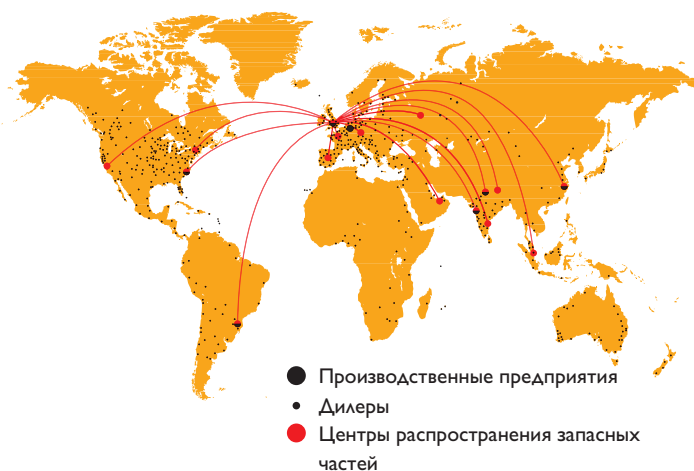 Производственные предприятия
Дилеры
Центры распространения запасных
частей